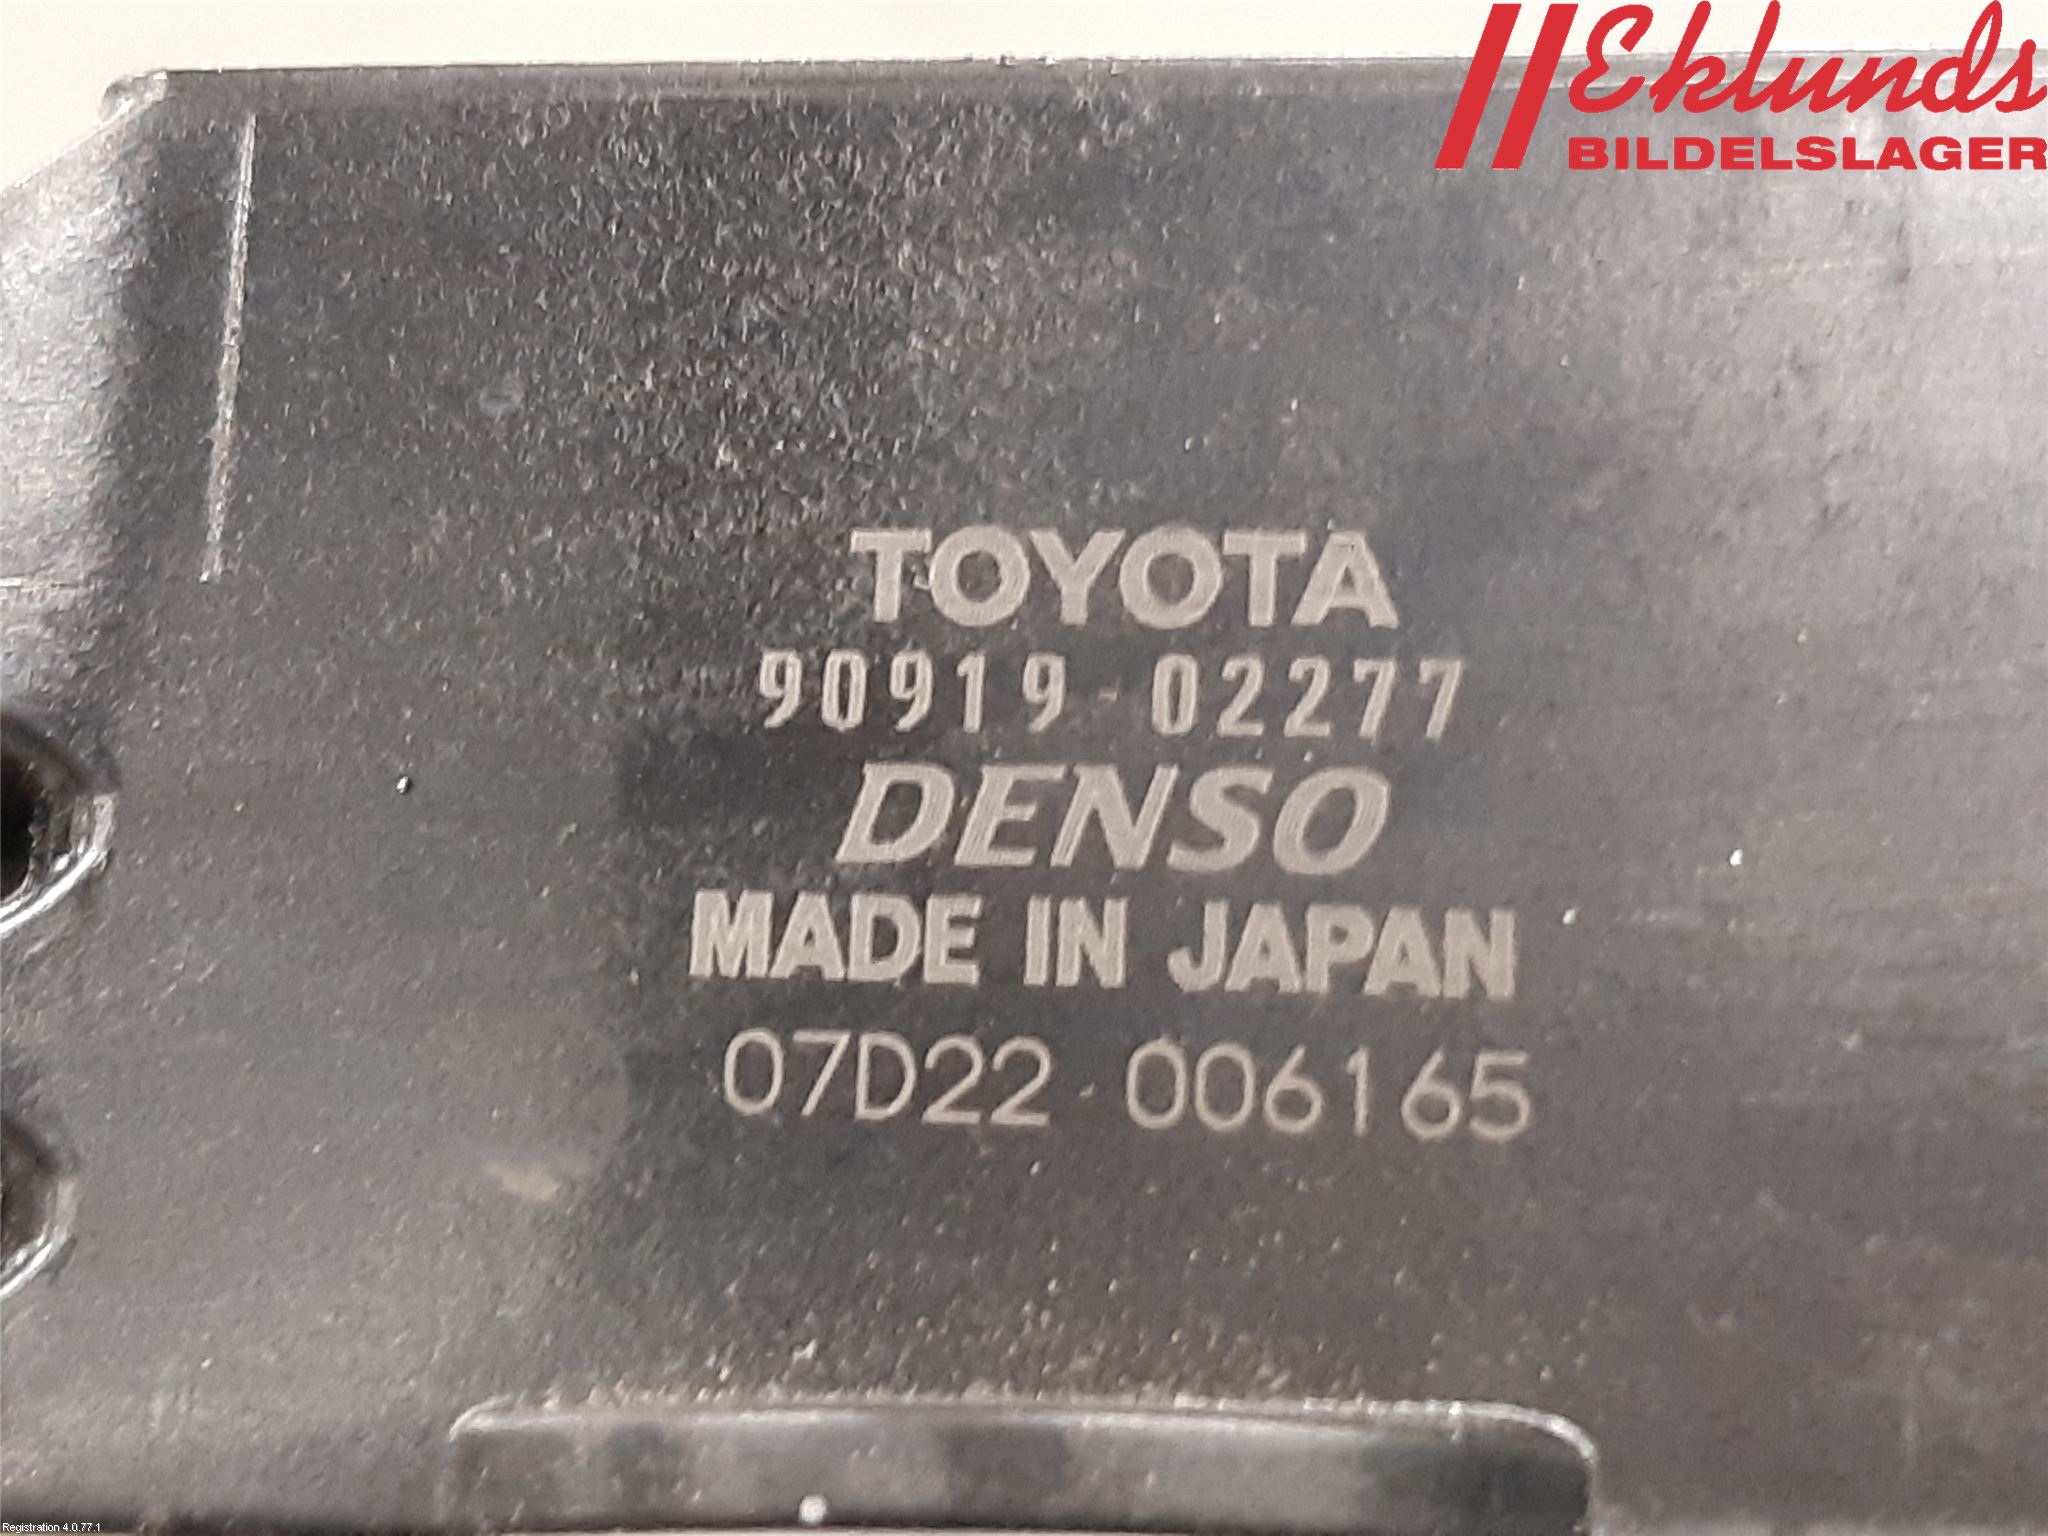 Eklunds
BILDELSLAGER
TOYOTA
90919-02277
DENSO
MADE IN JAPAN
07D22 006165
Registration 4.0.77.1